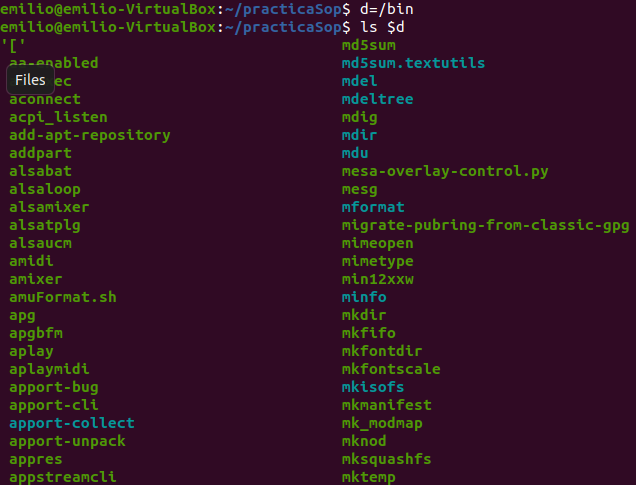 emilio@emilio-VirtualBox:~/practicaSop$ d=/bin
emilio@emilio-VirtualBox:~/practicaSop$ ls $d
'[' md5sum
aa-enabled md5sum.textutils
Files ec mdel
aconnect mdeltree
acpi_listen mdig
add-apt-repository mdir
addpart mdu
alsabat mesa-overlay-control.py
alsaloop mesg
alsamixer mformat
alsatplg migrate-pubring-from-classic-gpg
alsaucm mimeopen
amidi mimetype
amixer min12xxw
amuFormat.sh minfo
apg mkdir
apgbfm mkfifo
aplay mkfontdir
aplaymidi mkfontscale
apport-bug mkisofs
apport-cli mkmanifest
apport-collect mk_modmap
apport-unpack mknod
appres mksquashfs
appstreamcli mktemp